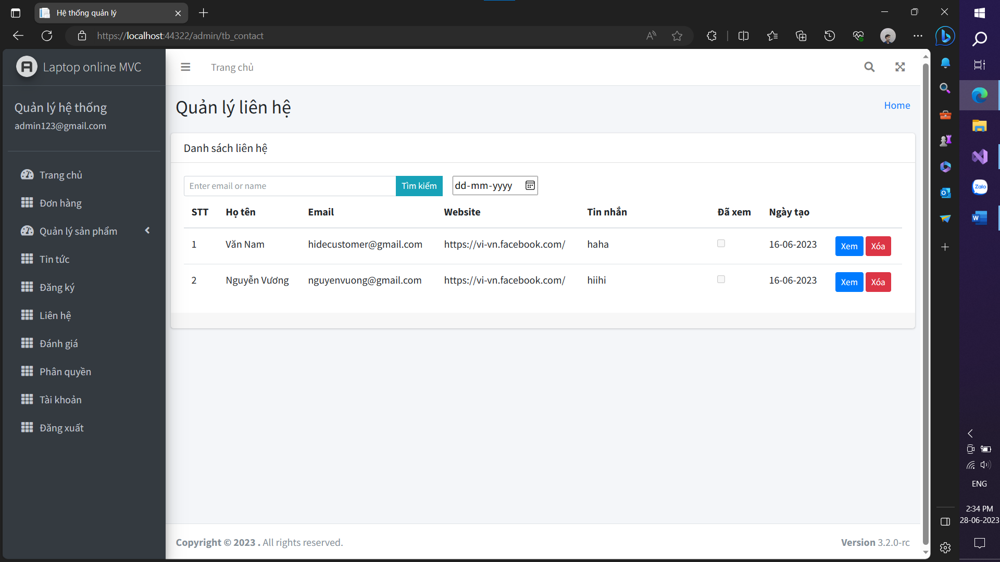 Hệ thống quản lý
https://localhost:44322/admin/tb_contact
Laptop online MVC
Trang chủ
Quản lý hệ thống
admin123@gmail.com
Trang chủ
Đơn hàng
Quản lý sản phẩm
Tin tức
Đăng ký
Liên hệ
Đánh giá
Phân quyền
Tài khoản
Đăng xuất
Quản lý liên hệ
Home
Danh sách liên hệ
Enter email or name Tìm kiếm dd-mm-yyyy
STT Họ tên Email Website Tin nhắn Đã xem Ngày tạo
1 Văn Nam hidecustomer@gmail.com https://vi-vn.facebook.com/ haha 16-06-2023 Xem Xóa
2 Nguyễn Vương nguyenvuong@gmail.com https://vi-vn.facebook.com/ hiihi 16-06-2023 Xem Xóa
Copyright © 2023 . All rights reserved.
Version 3.2.0-rc
Zalo
ENG
2:34 PM
28-06-2023